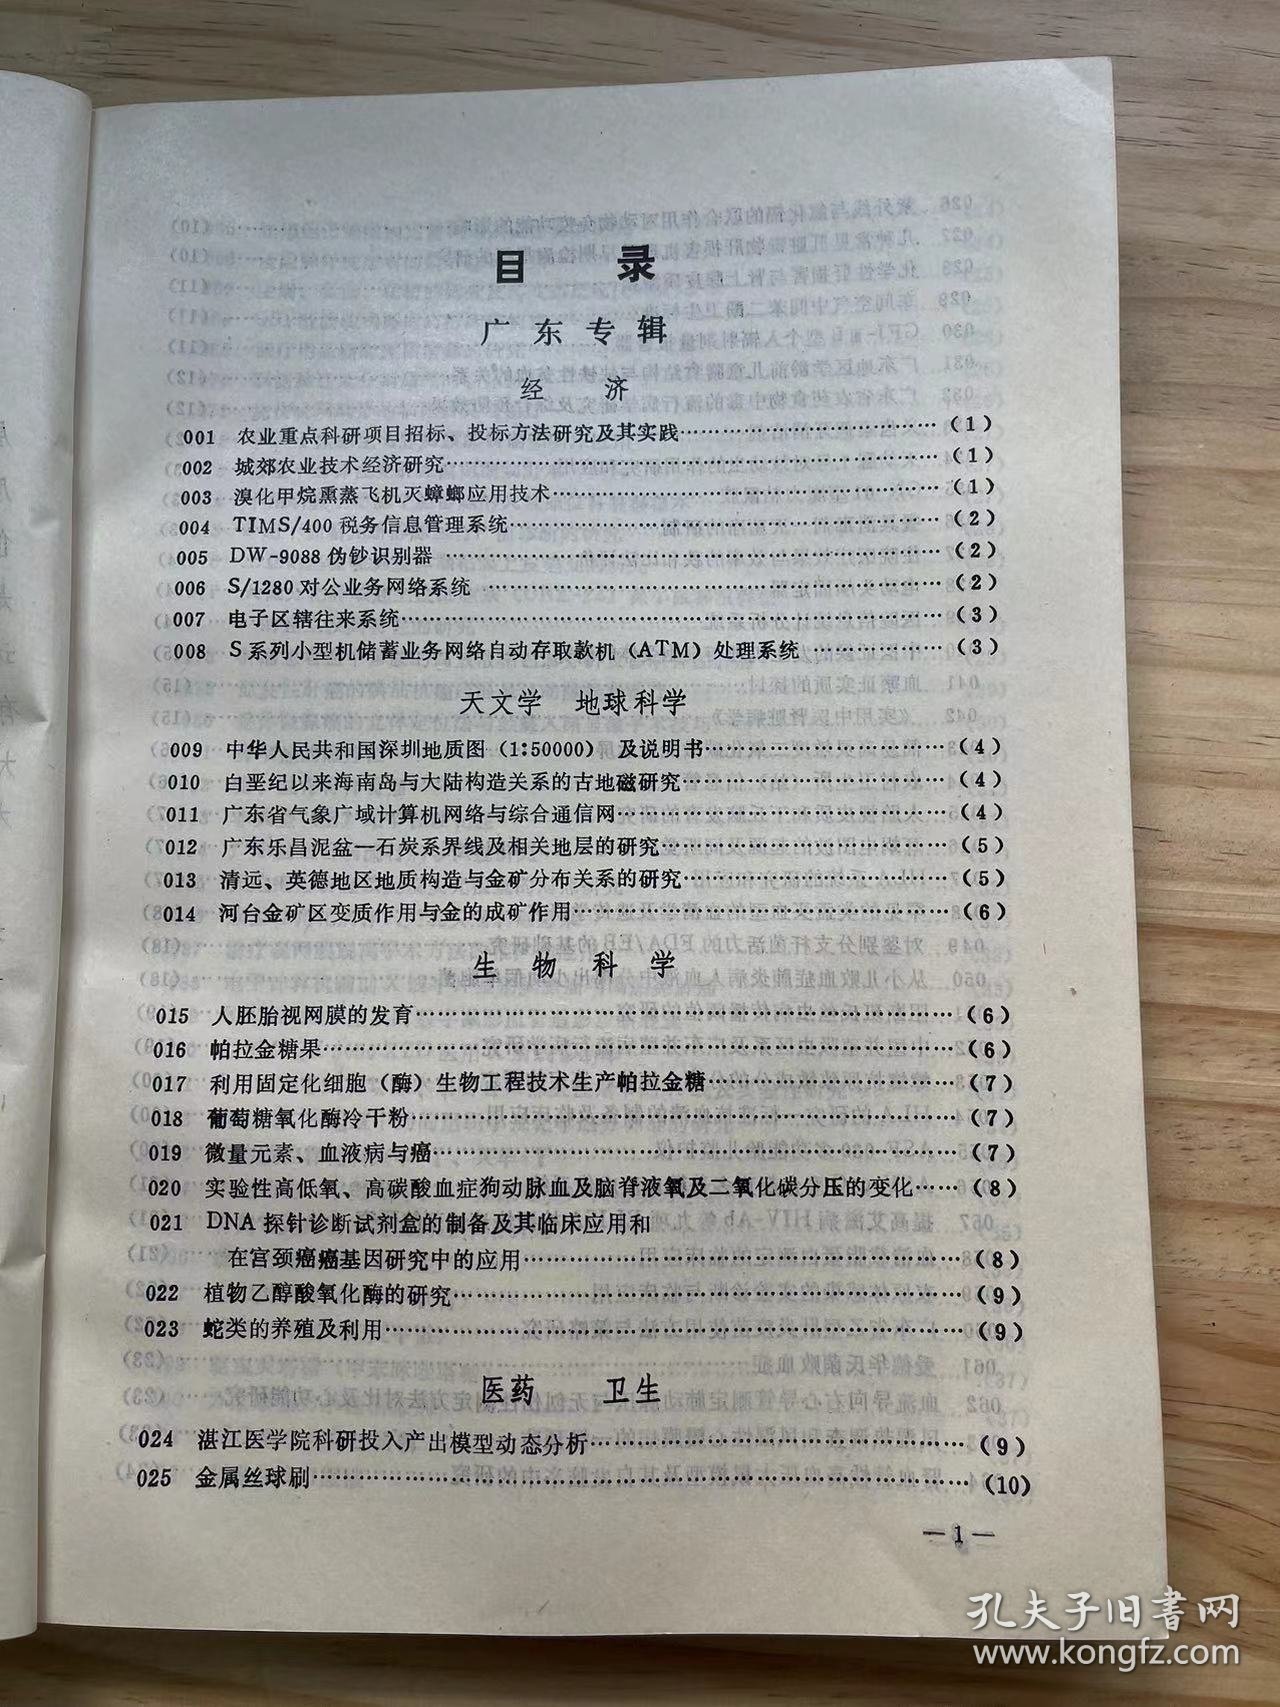 目 录
广东专辑
经 济
001 农业重点科研项目招标、投标方法研究及其实践……………………………(1)
002 城郊农业技术经济研究……………………………(1)
003 溴化甲烷熏蒸飞机灭蟑螂应用技术……………………………(1)
004 TIMS/400 税务信息管理系统……………………………(2)
005 DW-9088 伪钞识别器……………………………(2)
006 S/1280 对公业务网络系统……………………………(2)
007 电子区辖往来系统……………………………(3)
008 S系列小型机储蓄业务网络自动存取款机(ATM)处理系统………………(3)
天文学 地球科学
009 中华人民共和国深圳地质图(1:50000)及说明书……………………………(4)
010 白垩纪以来海南岛与大陆构造关系的古地磁研究……………………………(4)
011 广东省气象广域计算机网络与综合通信网……………………………(4)
012 广东乐昌泥盆—石炭系界线及相关地层的研究……………………………(5)
013 清远、英德地区地质构造与金矿分布关系的研究……………………………(5)
014 河台金矿区变质作用与金的成矿作用……………………………(6)
生物科学
015 人胚胎视网膜的发育……………………………(6)
016 帕拉金糖果……………………………(6)
017 利用固定化细胞(酶)生物工程技术生产帕拉金糖……………………………(7)
018 葡萄糖氧化酶冷干粉……………………………(7)
019 微量元素、血液病与癌……………………………(7)
020 实验性高低氧、高碳酸血症狗动脉血及脑脊液氧及二氧化碳分压的变化……(8)
021 DNA 探针诊断试剂盒的制备及其临床应用和
在宫颈癌癌基因研究中的应用……………………………(8)
022 植物乙醇酸氧化酶的研究……………………………(9)
023 蛇类的养殖及利用……………………………(9)
医药 卫生
024 湛江医学院科研投入产出模型动态分析……………………………(9)
025 金属丝球刷……………………………(10)
—1—
孔夫子旧书网
www.kongfz.com